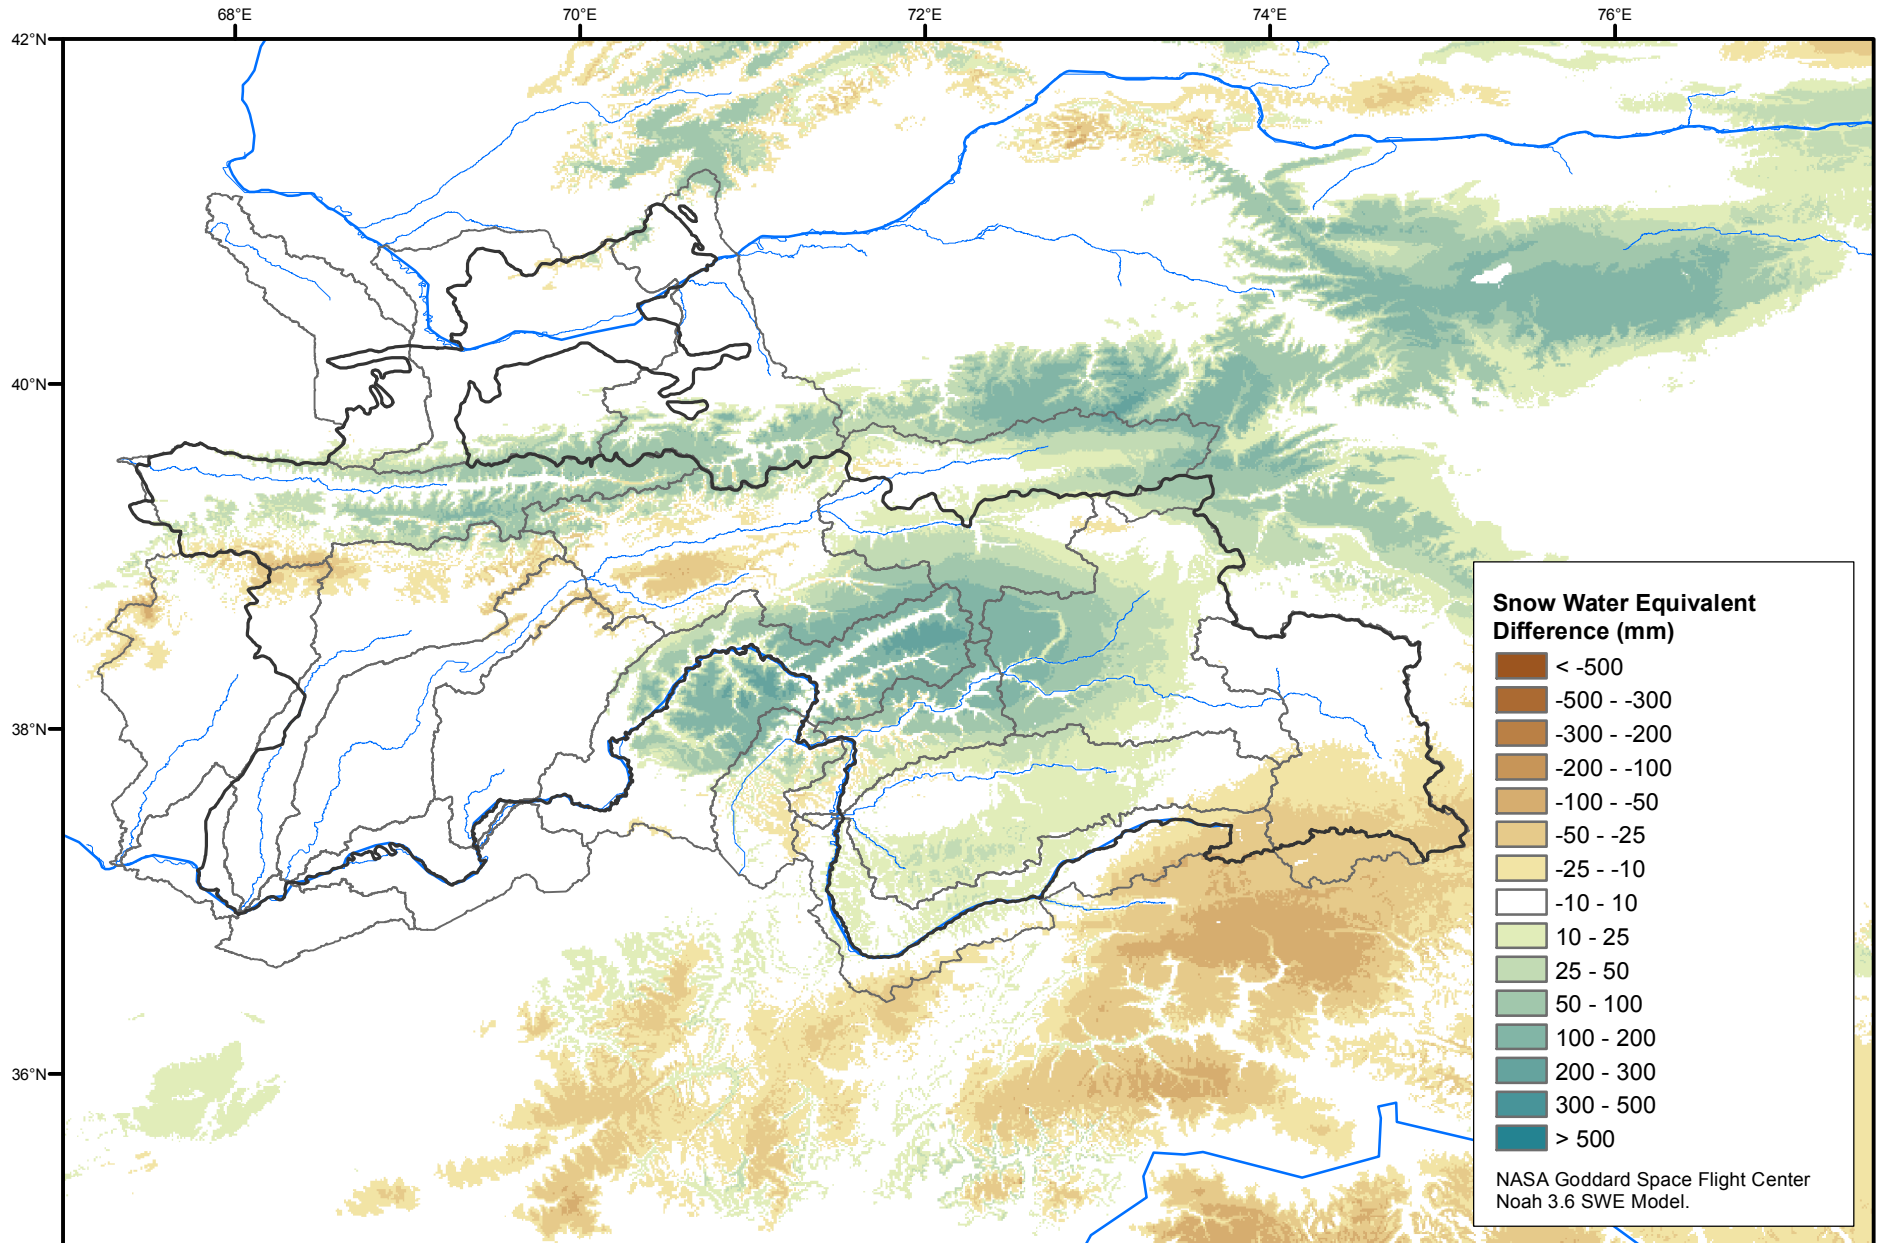 68°E 70°E 72°E 74°E 76°E
42°N
40°N
38°N
36°N
Snow Water Equivalent
Difference (mm)
< -500
-500 - -300
-300 - -200
-200 - -100
-100 - -50
-50 - -25
-25 - -10
-10 - 10
10 - 25
25 - 50
50 - 100
100 - 200
200 - 300
300 - 500
> 500
NASA Goddard Space Flight Center
Noah 3.6 SWE Model.